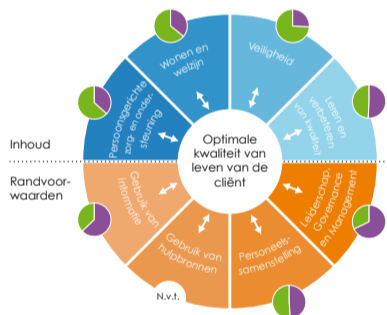 Wonen en
welzijn
Veiligheid
Persoonsgerichte
zorg- en onder-
steuning
Leren en
verbeteren
van kwaliteit
Inhoud
Optimale
kwaliteit van
leven van de
cliënt
Randvoor-
waarden
Gebruik van
informatie
Leiderschap,
Governance
en Management
Gebruik van
hulpbronnen
Personeels-
samenstelling
N.v.t.